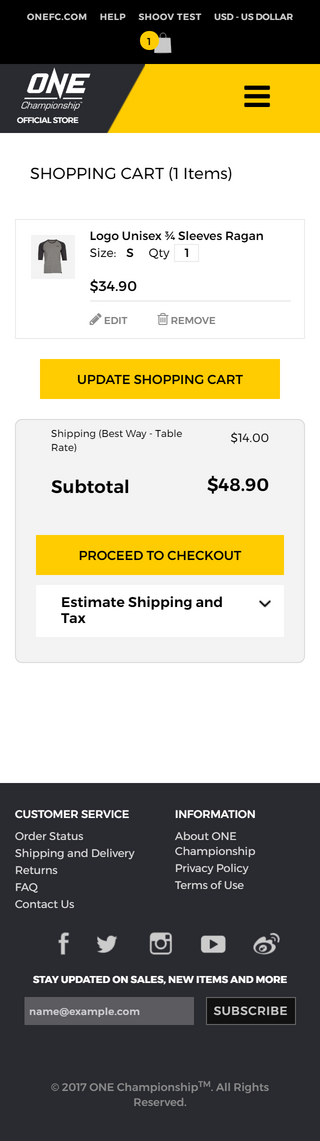 ONEFC.COM HELP SHOOV TEST USD - US DOLLAR
1
ONE
Championship
OFFICIAL STORE
SHOPPING CART (1 Items)
Logo Unisex ¾ Sleeves Ragan
Size: S Qty 1
$34.90
EDIT REMOVE
UPDATE SHOPPING CART
Shipping (Best Way - Table
Rate)
$14.00
Subtotal $48.90
PROCEED TO CHECKOUT
Estimate Shipping and
Tax
CUSTOMER SERVICE
Order Status
Shipping and Delivery
Returns
FAQ
Contact Us
INFORMATION
About ONE
Championship
Privacy Policy
Terms of Use
STAY UPDATED ON SALES, NEW ITEMS AND MORE
name@example.com SUBSCRIBE
© 2017 ONE Championship™. All Rights
Reserved.